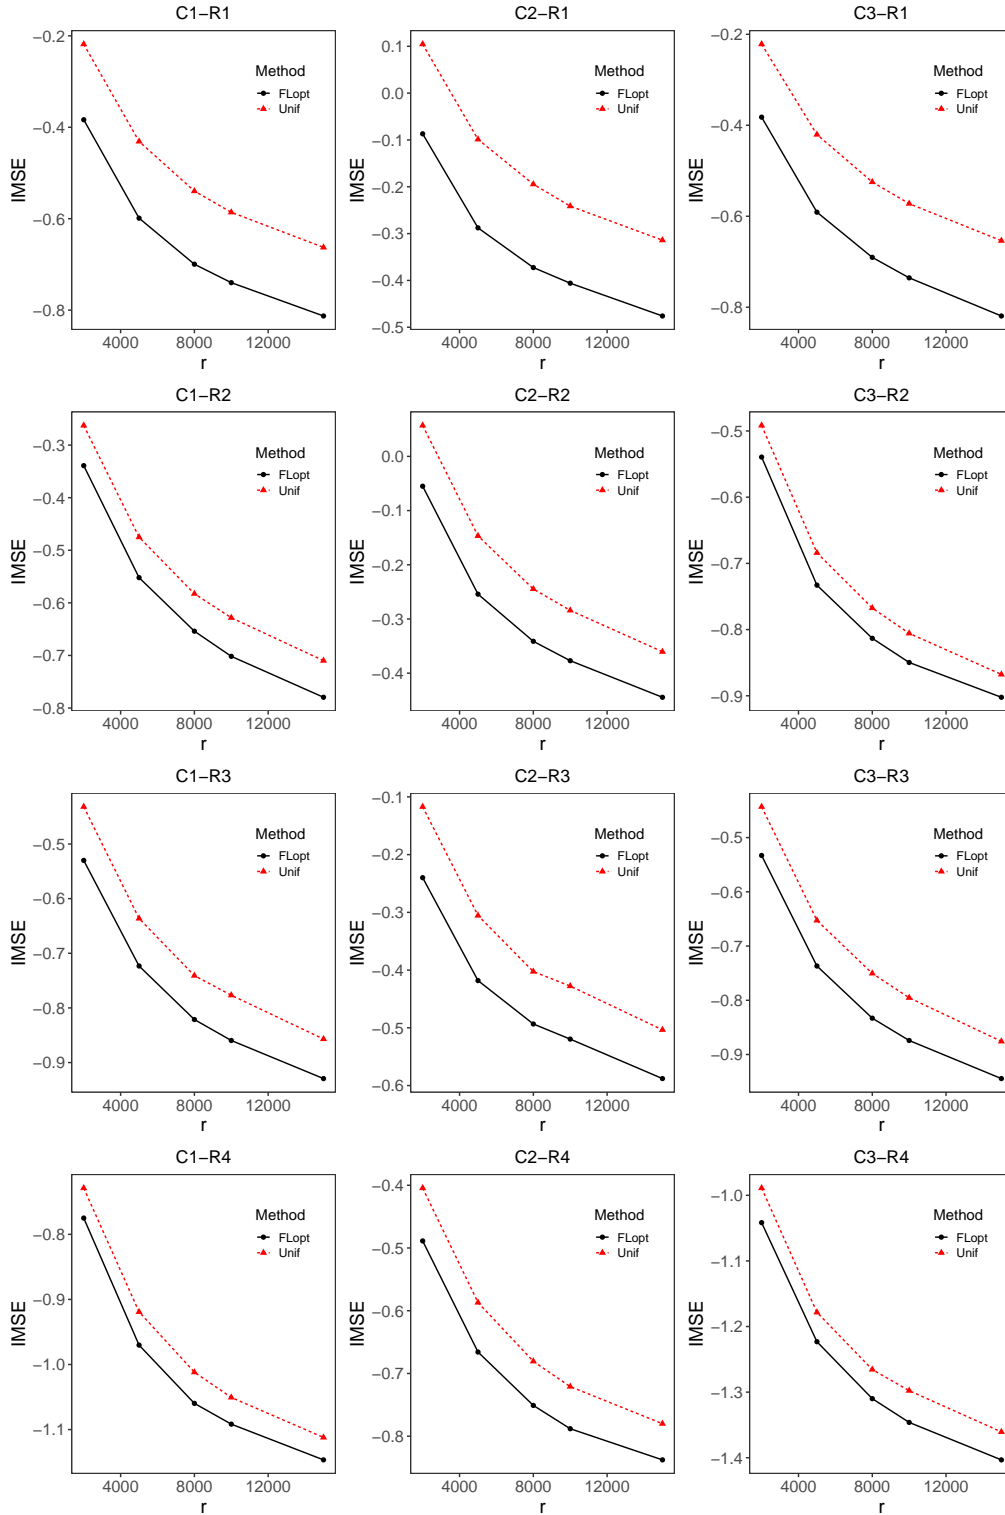 C1−R1
−0.2
−0.4
−0.6
−0.8
IMSE
Method
FLopt
Unif
4000 8000 12000
r
C2−R1
0.1
0.0
−0.1
−0.2
−0.3
−0.4
−0.5
IMSE
Method
FLopt
Unif
4000 8000 12000
r
C3−R1
−0.2
−0.4
−0.6
−0.8
IMSE
Method
FLopt
Unif
4000 8000 12000
r
C1−R2
−0.3
−0.4
−0.5
−0.6
−0.7
−0.8
IMSE
Method
FLopt
Unif
4000 8000 12000
r
C2−R2
0.0
−0.1
−0.2
−0.3
−0.4
IMSE
Method
FLopt
Unif
4000 8000 12000
r
C3−R2
−0.5
−0.6
−0.7
−0.8
−0.9
IMSE
Method
FLopt
Unif
4000 8000 12000
r
C1−R3
−0.5
−0.6
−0.7
−0.8
−0.9
IMSE
Method
FLopt
Unif
4000 8000 12000
r
C2−R3
−0.1
−0.2
−0.3
−0.4
−0.5
−0.6
IMSE
Method
FLopt
Unif
4000 8000 12000
r
C3−R3
−0.5
−0.6
−0.7
−0.8
−0.9
IMSE
Method
FLopt
Unif
4000 8000 12000
r
C1−R4
−0.8
−0.9
−1.0
−1.1
IMSE
Method
FLopt
Unif
4000 8000 12000
r
C2−R4
−0.4
−0.5
−0.6
−0.7
−0.8
IMSE
Method
FLopt
Unif
4000 8000 12000
r
C3−R4
−1.0
−1.1
−1.2
−1.3
−1.4
IMSE
Method
FLopt
Unif
4000 8000 12000
r